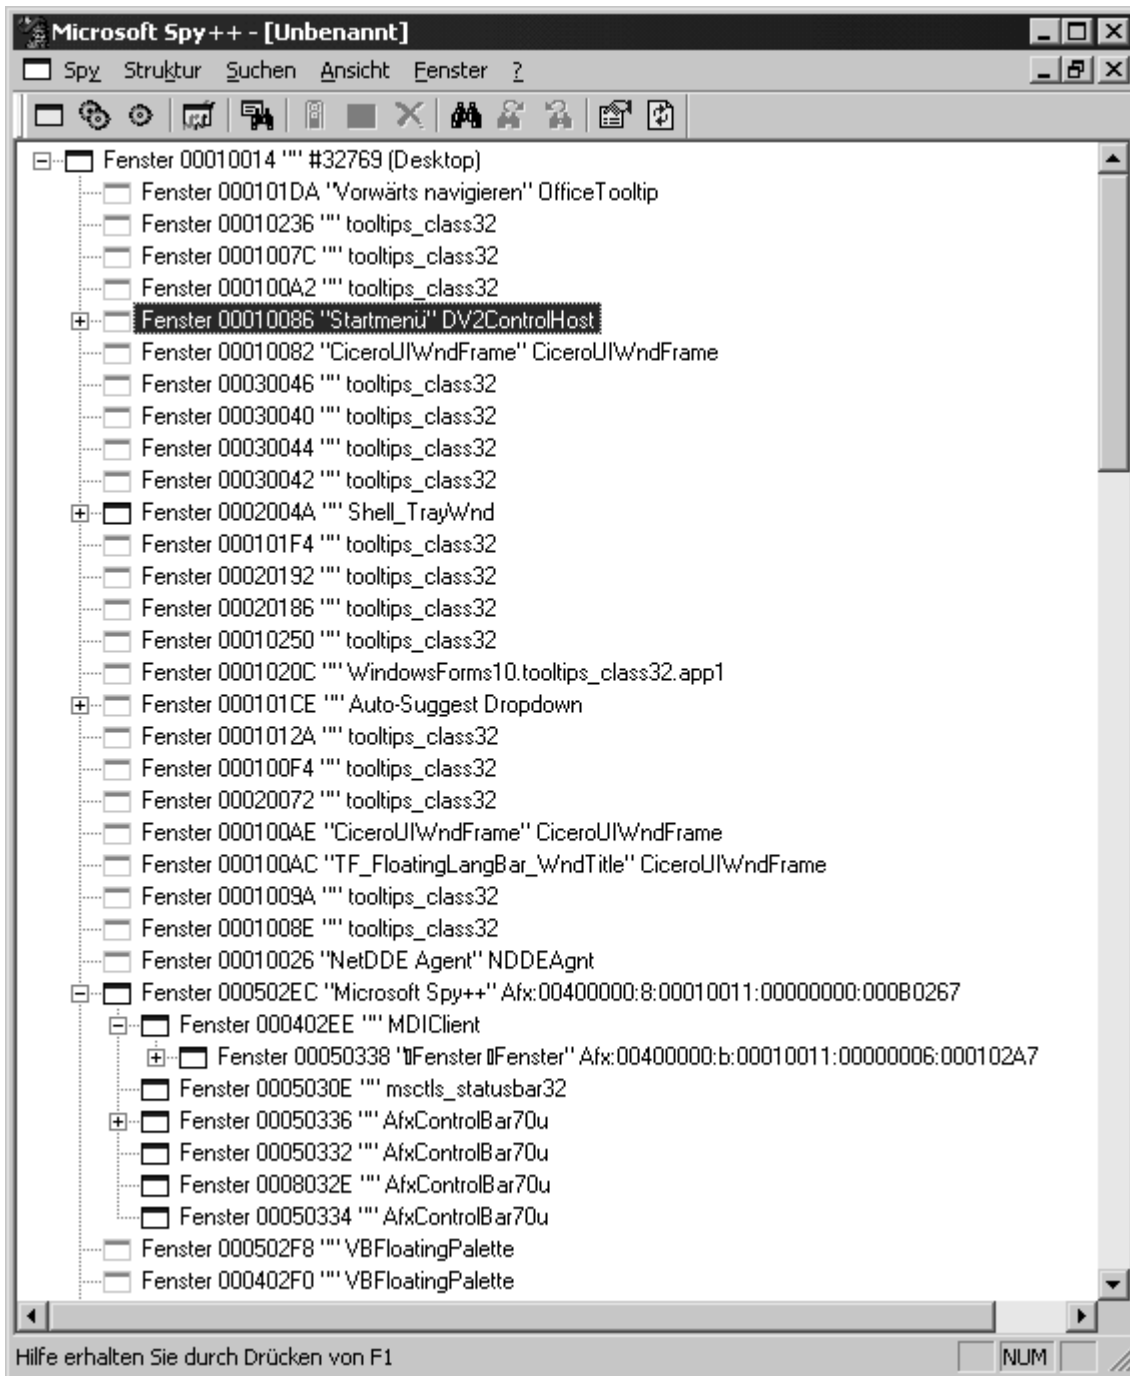 Microsoft Spy++ - [Unbenannt]
Spy Struktur Suchen Ansicht Fenster ?
Fenster 00010014 "" #32769 (Desktop)
Fenster 000101DA "Vorwärts navigieren" OfficeTooltip
Fenster 00010236 "" tooltips_class32
Fenster 0001007C "" tooltips_class32
Fenster 000100A2 "" tooltips_class32
Fenster 00010086 "Startmenü" DV2ControlHost
Fenster 00010082 "CiceroUIWndFrame" CiceroUIWndFrame
Fenster 00030046 "" tooltips_class32
Fenster 00030040 "" tooltips_class32
Fenster 00030044 "" tooltips_class32
Fenster 00030042 "" tooltips_class32
Fenster 0002004A "" Shell_TrayWnd
Fenster 000101F4 "" tooltips_class32
Fenster 00020192 "" tooltips_class32
Fenster 00020186 "" tooltips_class32
Fenster 00010250 "" tooltips_class32
Fenster 0001020C "" WindowsForms10.tooltips_class32.app1
Fenster 000101CE "" Auto-Suggest Dropdown
Fenster 0001012A "" tooltips_class32
Fenster 000100F4 "" tooltips_class32
Fenster 00020072 "" tooltips_class32
Fenster 000100AE "CiceroUIWndFrame" CiceroUIWndFrame
Fenster 000100AC "TF_FloatingLangBar_WndTitle" CiceroUIWndFrame
Fenster 0001009A "" tooltips_class32
Fenster 0001008E "" tooltips_class32
Fenster 00010026 "NetDDE Agent" NDDEAgnt
Fenster 000502EC "Microsoft Spy++" Afx:00400000:8:00010011:00000000:000B0267
Fenster 000402EE "" MDIClient
Fenster 00050338 "Fenster Fenster" Afx:00400000:b:00010011:00000006:000102A7
Fenster 0005030E "" msctls_statusbar32
Fenster 00050336 "" AfxControlBar70u
Fenster 00050332 "" AfxControlBar70u
Fenster 0008032E "" AfxControlBar70u
Fenster 00050334 "" AfxControlBar70u
Fenster 000502F8 "" VBFloatingPalette
Fenster 000402F0 "" VBFloatingPalette
Hilfe erhalten Sie durch Drücken von F1
NUM